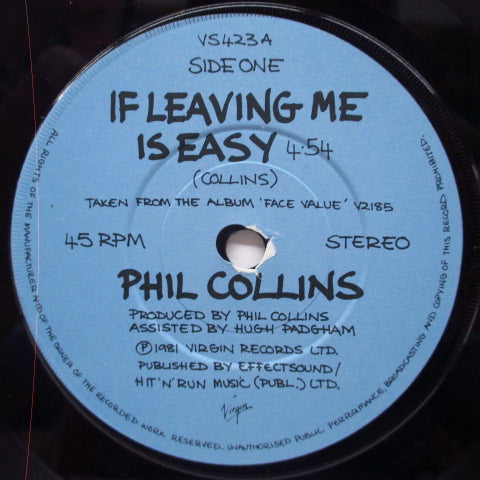 VS423A
SIDE ONE
IF LEAVING ME
IS EASY 4·54
(COLLINS)
TAKEN FROM THE ALBUM 'FACE VALUE' V2185
45 RPM STEREO
PHIL COLLINS
PRODUCED BY PHIL COLLINS
ASSISTED BY HUGH PADGHAM
Ⓟ1981 VIRGIN RECORDS LTD.
PUBLISHED BY EFFECTSOUND/
HIT'N'RUN MUSIC (PUBL.) LTD.
Virgin
ALL RIGHTS OF THE MANUFACTURER AND OF THE OWNER OF THE RECORDED WORK RESERVED. UNAUTHORISED PUBLIC PERFORMANCE, BROADCASTING AND COPYING OF THIS RECORD PROHIBITED.